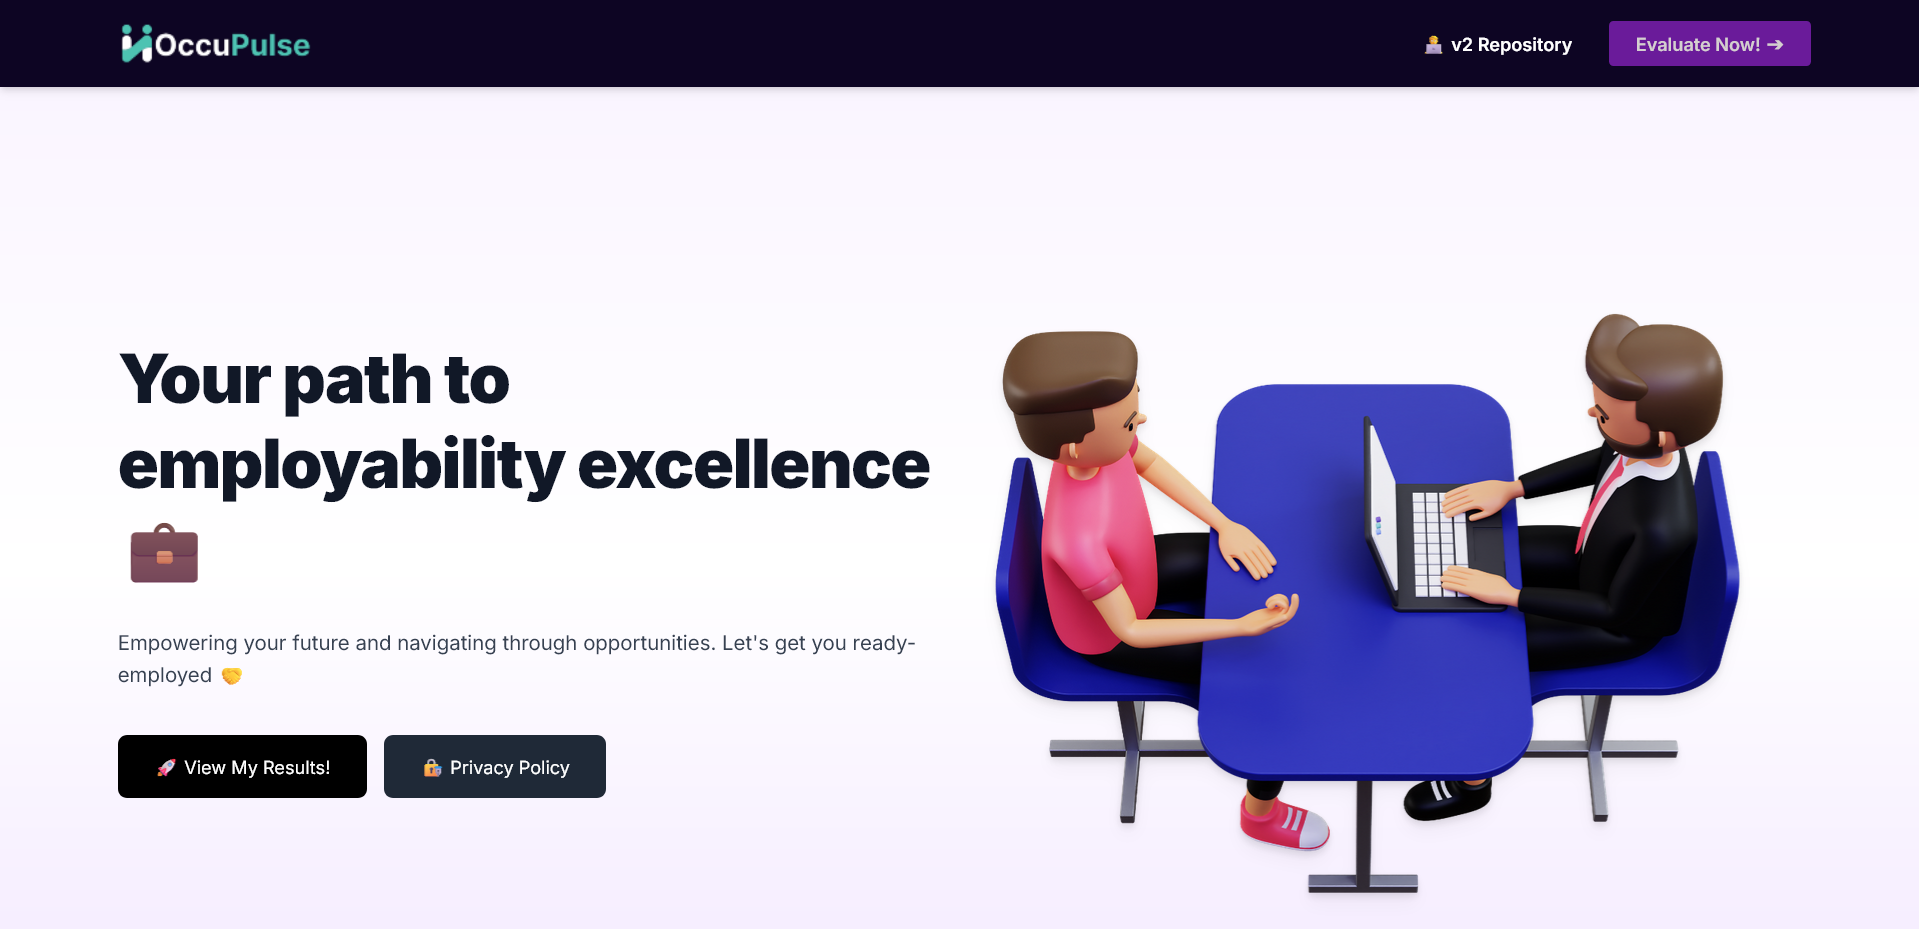 OccuPulse
v2 Repository
Evaluate Now! ➔
Your path to
employability excellence
Empowering your future and navigating through opportunities. Let's get you ready-
employed
View My Results!
Privacy Policy